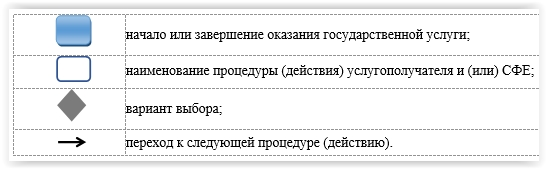 начало или завершение оказания государственной услуги;
наименование процедуры (действия) услугополучателя и (или) СФЕ;
вариант выбора;
переход к следующей процедуре (действию).